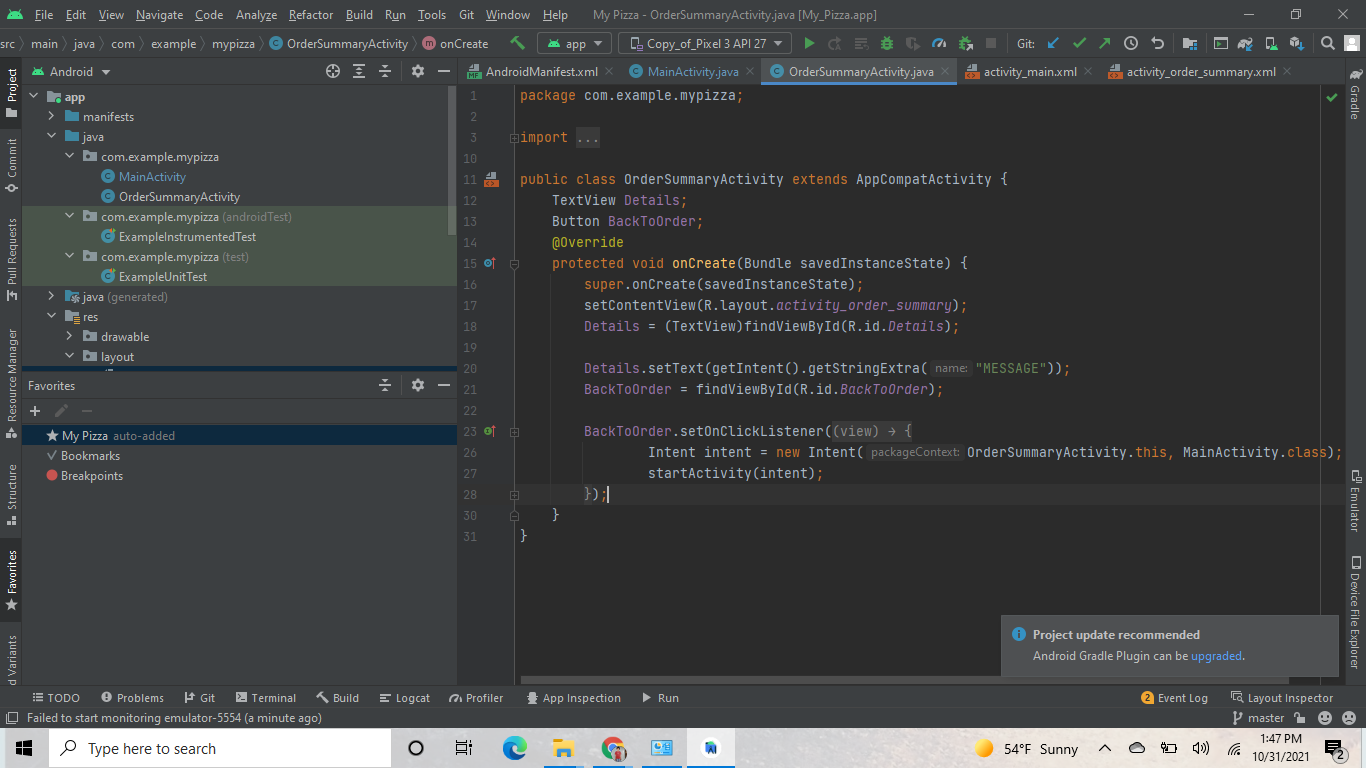 File Edit View Navigate Code Analyze Refactor Build Run Tools Git Window Help My Pizza - OrderSummaryActivity.java [My_Pizza.app]
src main java com example mypizza OrderSummaryActivity onCreate app Copy_of_Pixel 3 API 27 Git:
Android
AndroidManifest.xml MainActivity.java OrderSummaryActivity.java activity_main.xml activity_order_summary.xml
Project
Commit
Pull Requests
Resource Manager
Structure
Favorites
d Variants
app
manifests
java
com.example.mypizza
MainActivity
OrderSummaryActivity
com.example.mypizza (androidTest)
ExampleInstrumentedTest
com.example.mypizza (test)
ExampleUnitTest
java (generated)
res
drawable
layout
Favorites
My Pizza auto-added
Bookmarks
Breakpoints
1 package com.example.mypizza;
2
3 import ...
10
11 public class OrderSummaryActivity extends AppCompatActivity {
12 TextView Details;
13 Button BackToOrder;
14 @Override
15 protected void onCreate(Bundle savedInstanceState) {
16 super.onCreate(savedInstanceState);
17 setContentView(R.layout.activity_order_summary);
18 Details = (TextView)findViewById(R.id.Details);
19
20 Details.setText(getIntent().getStringExtra( name: "MESSAGE"));
21 BackToOrder = findViewById(R.id.BackToOrder);
22
23 BackToOrder.setOnClickListener((view) → {
26 Intent intent = new Intent( packageContext: OrderSummaryActivity.this, MainActivity.class);
27 startActivity(intent);
28 });
30 }
31 }
Gradle
Emulator
Device File Explorer
Project update recommended
Android Gradle Plugin can be upgraded.
TODO Problems Git Terminal Build Logcat Profiler App Inspection Run 2 Event Log Layout Inspector
Failed to start monitoring emulator-5554 (a minute ago) master
Type here to search 54°F Sunny 1:47 PM
10/31/2021 2